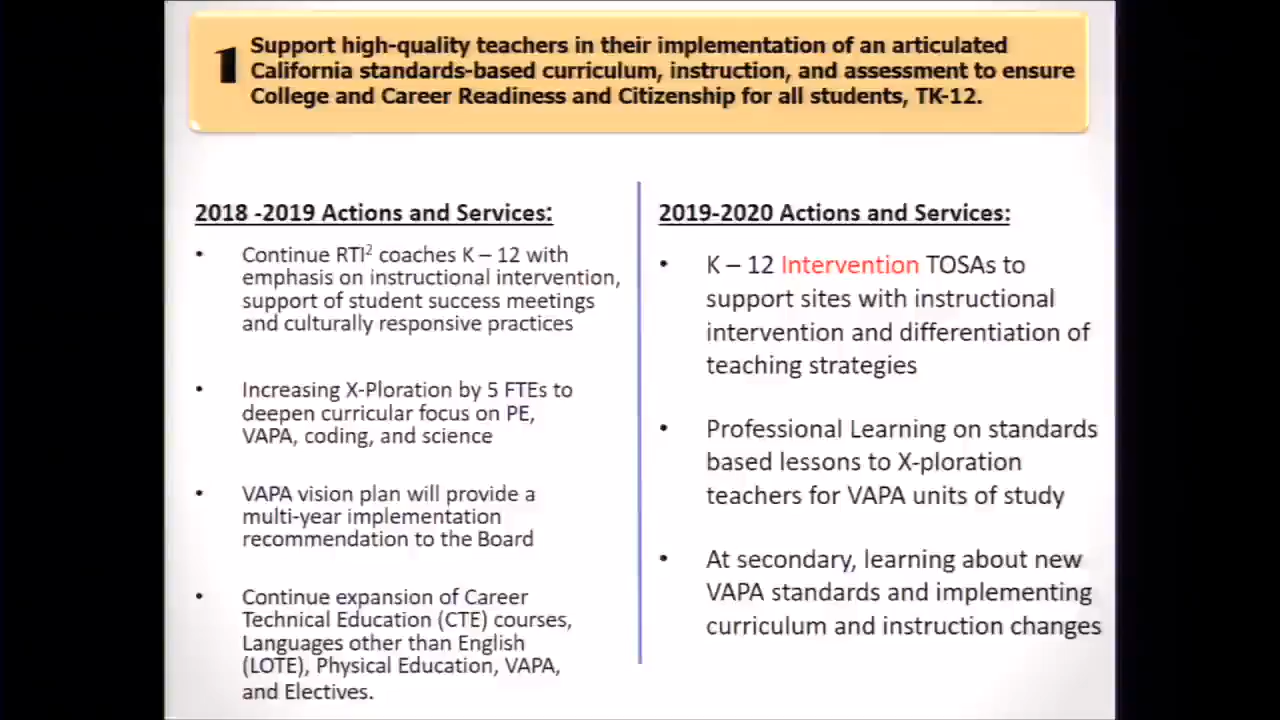 1
Support high-quality teachers in their implementation of an articulated
California standards-based curriculum, instruction, and assessment to ensure
College and Career Readiness and Citizenship for all students, TK-12.
2018 -2019 Actions and Services:
• Continue RTI² coaches K – 12 with
emphasis on instructional intervention,
support of student success meetings
and culturally responsive practices
• Increasing X-Ploration by 5 FTEs to
deepen curricular focus on PE,
VAPA, coding, and science
• VAPA vision plan will provide a
multi-year implementation
recommendation to the Board
• Continue expansion of Career
Technical Education (CTE) courses,
Languages other than English
(LOTE), Physical Education, VAPA,
and Electives.
2019-2020 Actions and Services:
• K – 12 Intervention TOSAs to
support sites with instructional
intervention and differentiation of
teaching strategies
• Professional Learning on standards
based lessons to X-ploration
teachers for VAPA units of study
• At secondary, learning about new
VAPA standards and implementing
curriculum and instruction changes